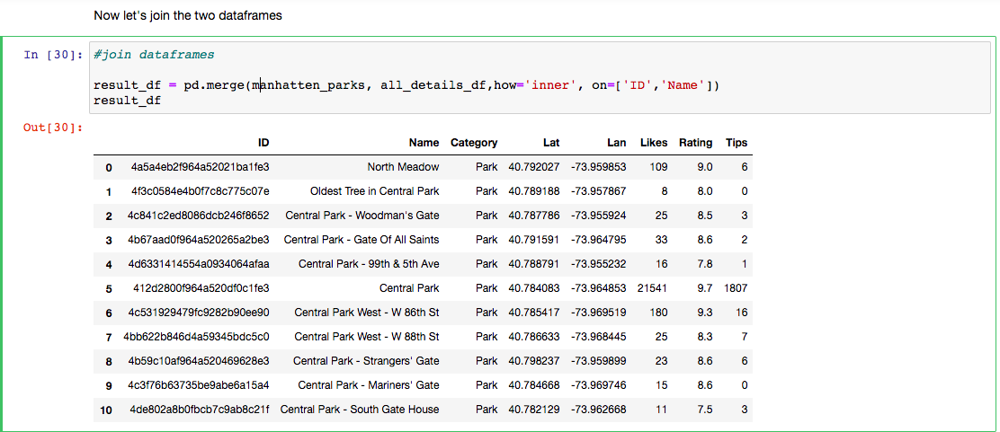 Now let's join the two dataframes
In [30]: #join dataframes
result_df = pd.merge(manhatten_parks, all_details_df,how='inner', on=['ID','Name'])
result_df
Out[30]:
ID Name Category Lat Lan Likes Rating Tips
0 4a5a4eb2f964a52021ba1fe3 North Meadow Park 40.792027 -73.959853 109 9.0 6
1 4f3c0584e4b0f7c8c775c07e Oldest Tree in Central Park Park 40.789188 -73.957867 8 8.0 0
2 4c841c2ed8086dcb246f8652 Central Park - Woodman's Gate Park 40.787786 -73.955924 25 8.5 3
3 4b67aad0f964a520265a2be3 Central Park - Gate Of All Saints Park 40.791591 -73.964795 33 8.6 2
4 4d6331414554a0934064afaa Central Park - 99th & 5th Ave Park 40.788791 -73.955232 16 7.8 1
5 412d2800f964a520df0c1fe3 Central Park Park 40.784083 -73.964853 21541 9.7 1807
6 4c531929479fc9282b90ee90 Central Park West - W 86th St Park 40.785417 -73.969519 180 9.3 16
7 4bb622b846d4a59345bdc5c0 Central Park West - W 88th St Park 40.786633 -73.968445 25 8.3 7
8 4b59c10af964a520469628e3 Central Park - Strangers' Gate Park 40.798237 -73.959899 23 8.6 6
9 4c3f76b63735be9abe6a15a4 Central Park - Mariners' Gate Park 40.784668 -73.969746 15 8.6 0
10 4de802a8b0fbcb7c9ab8c21f Central Park - South Gate House Park 40.782129 -73.962668 11 7.5 3